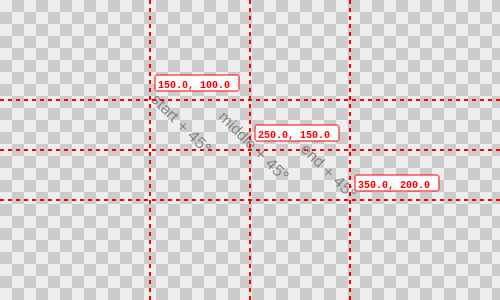 150.0, 100.0
start + 45°
middle + 45°
250.0, 150.0
end + 45°
350.0, 200.0